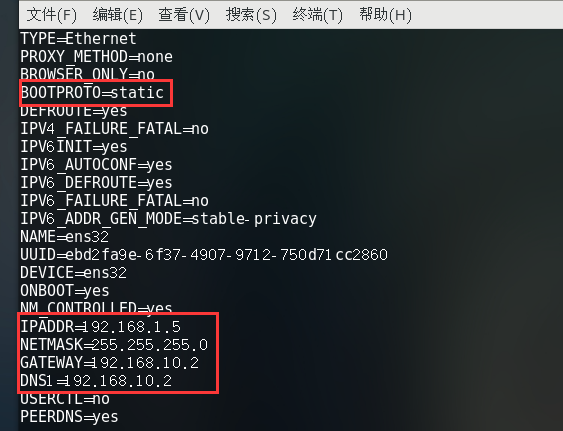 文件(F) 编辑(E) 查看(V) 搜索(S) 终端(T) 帮助(H)
TYPE=Ethernet
PROXY_METHOD=none
BROWSER_ONLY=no
BOOTPROTO=static
DEFROUTE=yes
IPV4_FAILURE_FATAL=no
IPV6INIT=yes
IPV6_AUTOCONF=yes
IPV6_DEFROUTE=yes
IPV6_FAILURE_FATAL=no
IPV6_ADDR_GEN_MODE=stable-privacy
NAME=ens32
UUID=ebd2fa9e-6f37-4907-9712-750d71cc2860
DEVICE=ens32
ONBOOT=yes
NM_CONTROLLED=yes
IPADDR=192.168.1.5
NETMASK=255.255.255.0
GATEWAY=192.168.10.2
DNS1=192.168.10.2
USERCTL=no
PEERDNS=yes